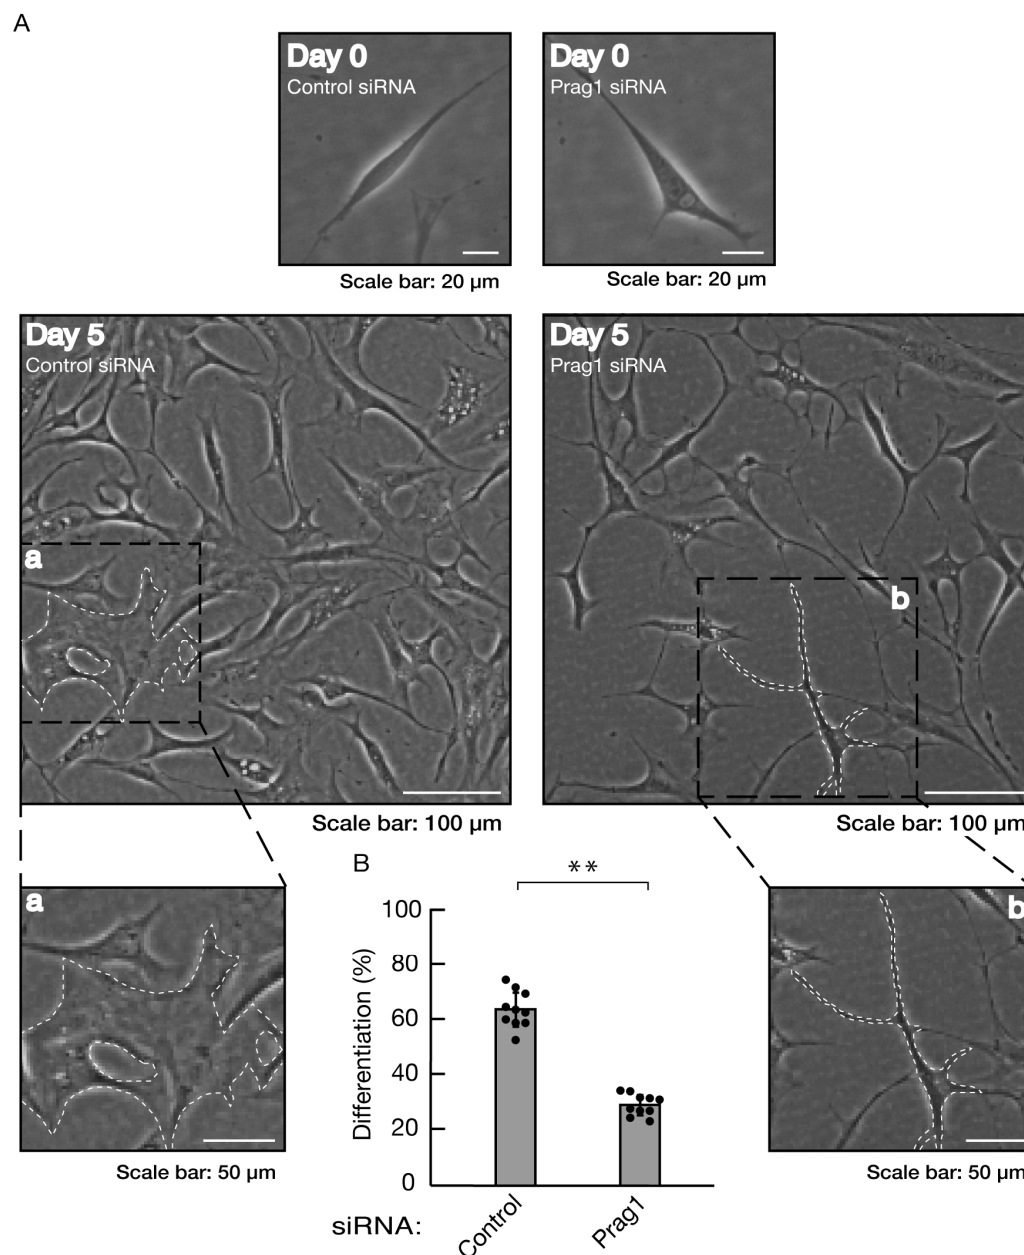 A
Day 0
Control siRNA
Scale bar: 20 µm
Day 0
Prag1 siRNA
Scale bar: 20 µm
Day 5
Control siRNA
a
Scale bar: 100 µm
Day 5
Prag1 siRNA
b
Scale bar: 100 µm
a
Scale bar: 50 µm
B
**
Differentiation (%)
100
80
60
40
20
0
siRNA:
Control
Prag1
b
Scale bar: 50 µm